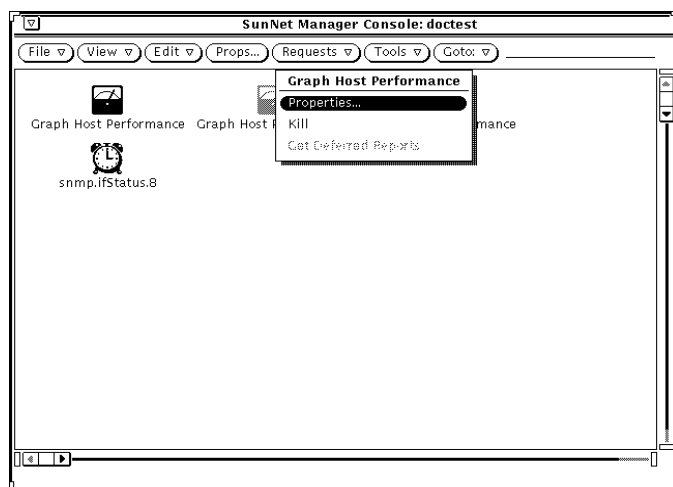 SunNet Manager Console: doctest
File View Edit Props... Requests Tools Goto:
Graph Host Performance
Properties...
Kill
Get Deferred Reports
Graph Host Performance Graph Host mance
snmp.ifStatus.8